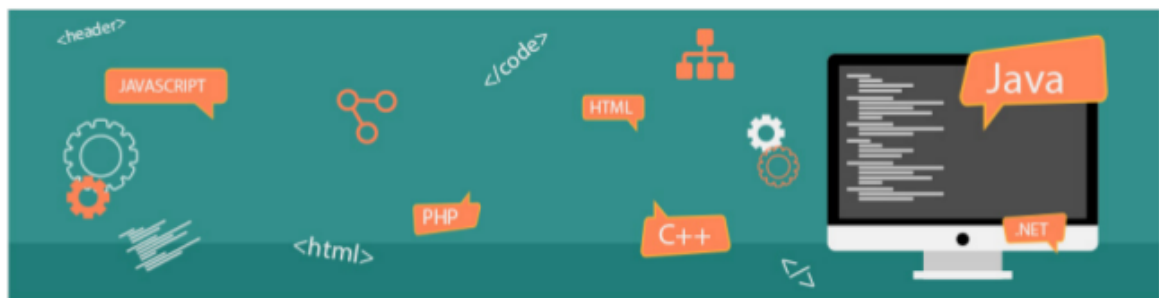 <header>
JAVASCRIPT
</code>
HTML
Java
PHP
<html>
C++
.NET
</>